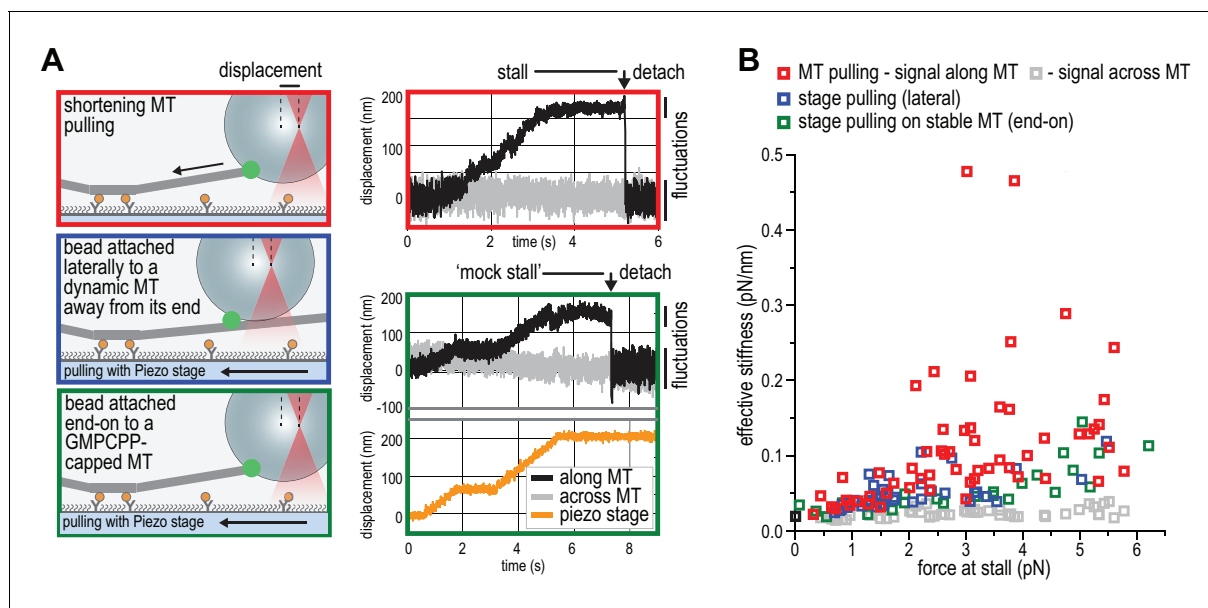 A
displacement
shortening MT
pulling
bead attached
laterally to a
dynamic MT
away from its end
pulling with Piezo stage
bead attached
end-on to a
GMPCPP-
capped MT
pulling with Piezo stage
stall
detach
displacement (nm)
200
100
0
fluctuations
0
2
4
6
time (s)
'mock stall'
detach
displacement (nm)
200
100
0
-100
fluctuations
displacement (nm)
200
100
0
along MT
across MT
piezo stage
0
2
4
6
8
time (s)
B
MT pulling - signal along MT
- signal across MT
stage pulling (lateral)
stage pulling on stable MT (end-on)
effective stiffness (pN/nm)
0.5
0.4
0.3
0.2
0.1
0.0
0
1
2
3
4
5
6
force at stall (pN)